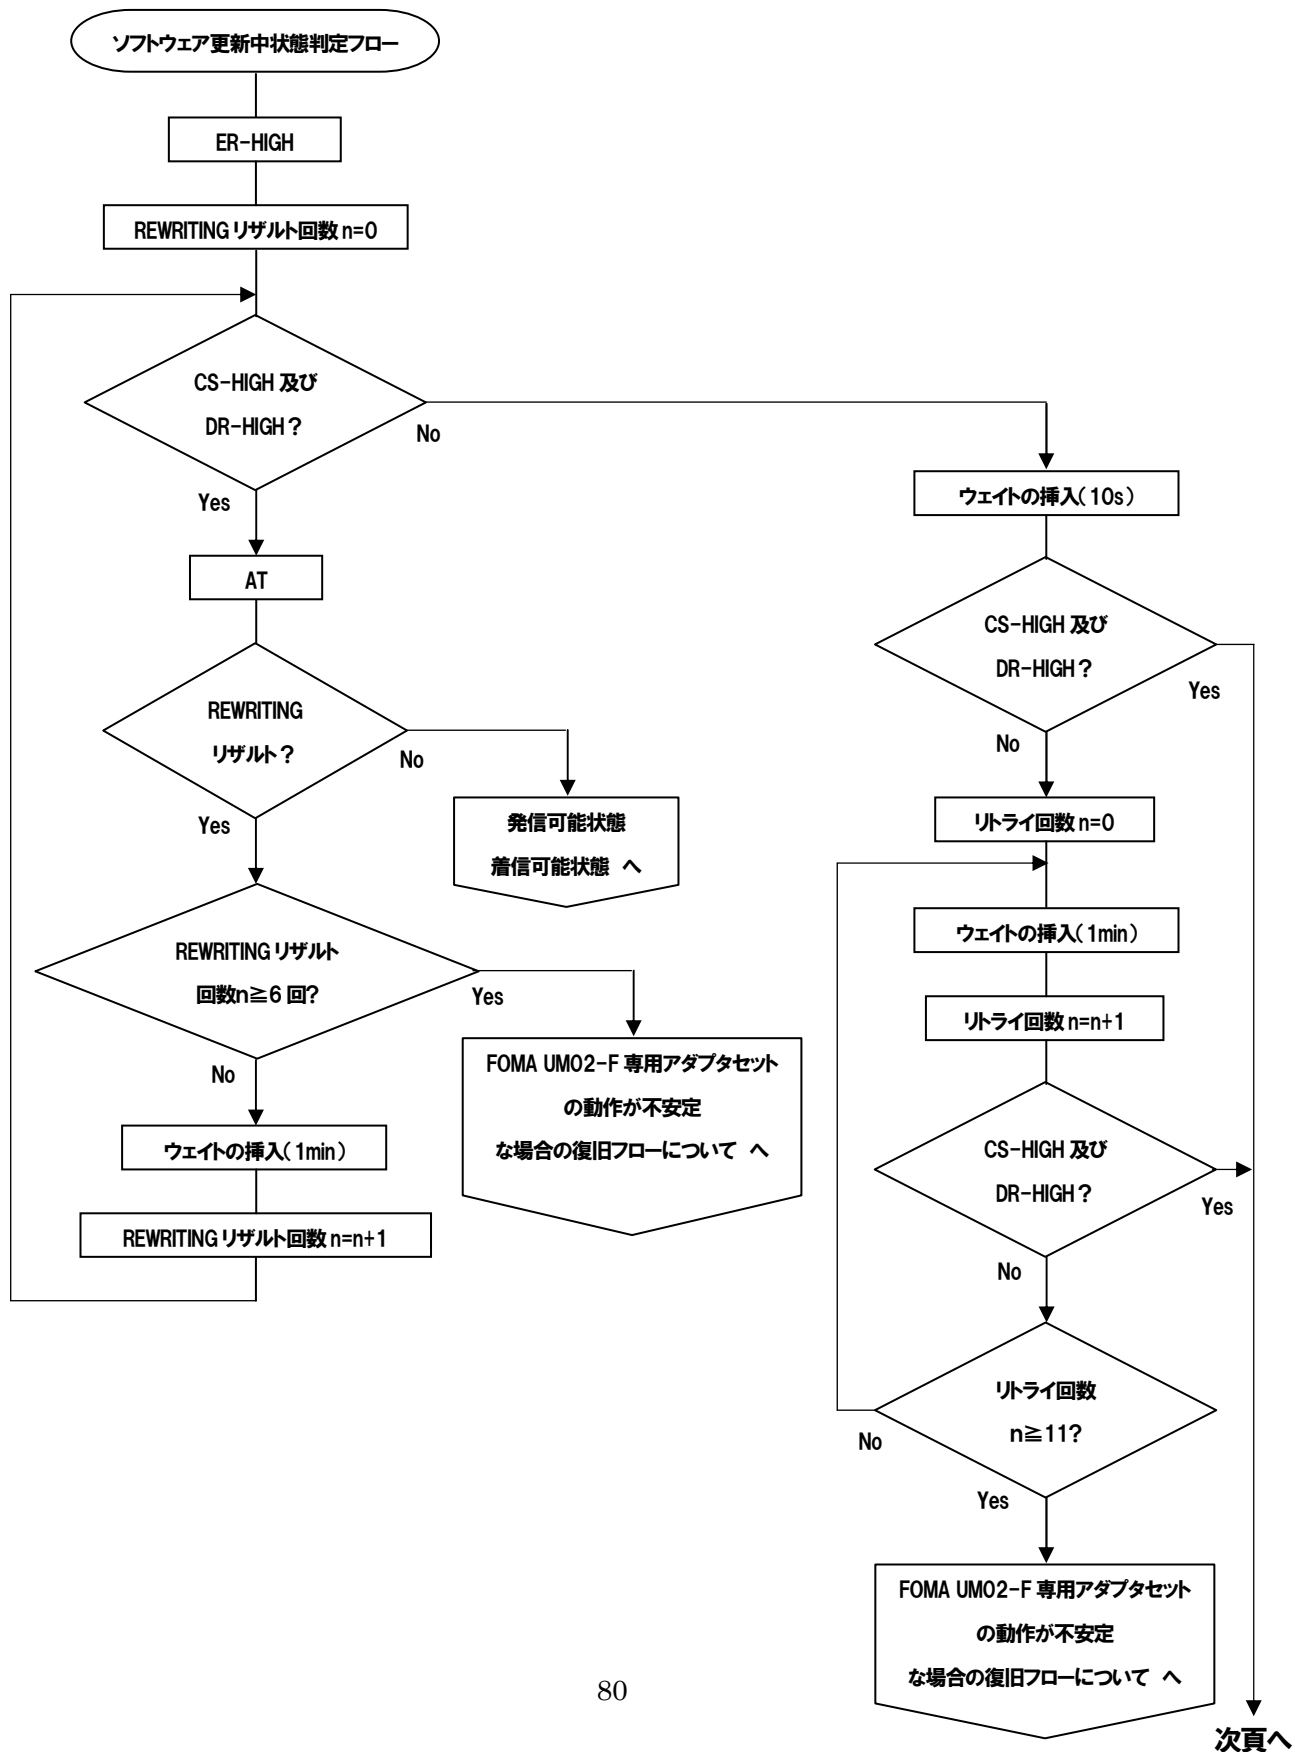 ソフトウェア更新中状態判定フロー
ER-HIGH
REWRITING リザルト回数 n=0
CS-HIGH 及び
DR-HIGH？
No
Yes
AT
REWRITING
リザルト？
No
Yes
発信可能状態
着信可能状態 へ
REWRITING リザルト
回数n≧6 回?
Yes
No
FOMA UM02-F 専用アダプタセット
の動作が不安定
な場合の復旧フローについて へ
ウェイトの挿入（1min）
REWRITING リザルト回数 n=n+1
ウェイトの挿入（10s）
CS-HIGH 及び
DR-HIGH？
Yes
No
リトライ回数 n=0
ウェイトの挿入（1min）
リトライ回数 n=n+1
CS-HIGH 及び
DR-HIGH？
Yes
No
リトライ回数
n≧11?
No
Yes
FOMA UM02-F 専用アダプタセット
の動作が不安定
な場合の復旧フローについて へ
次頁へ
80